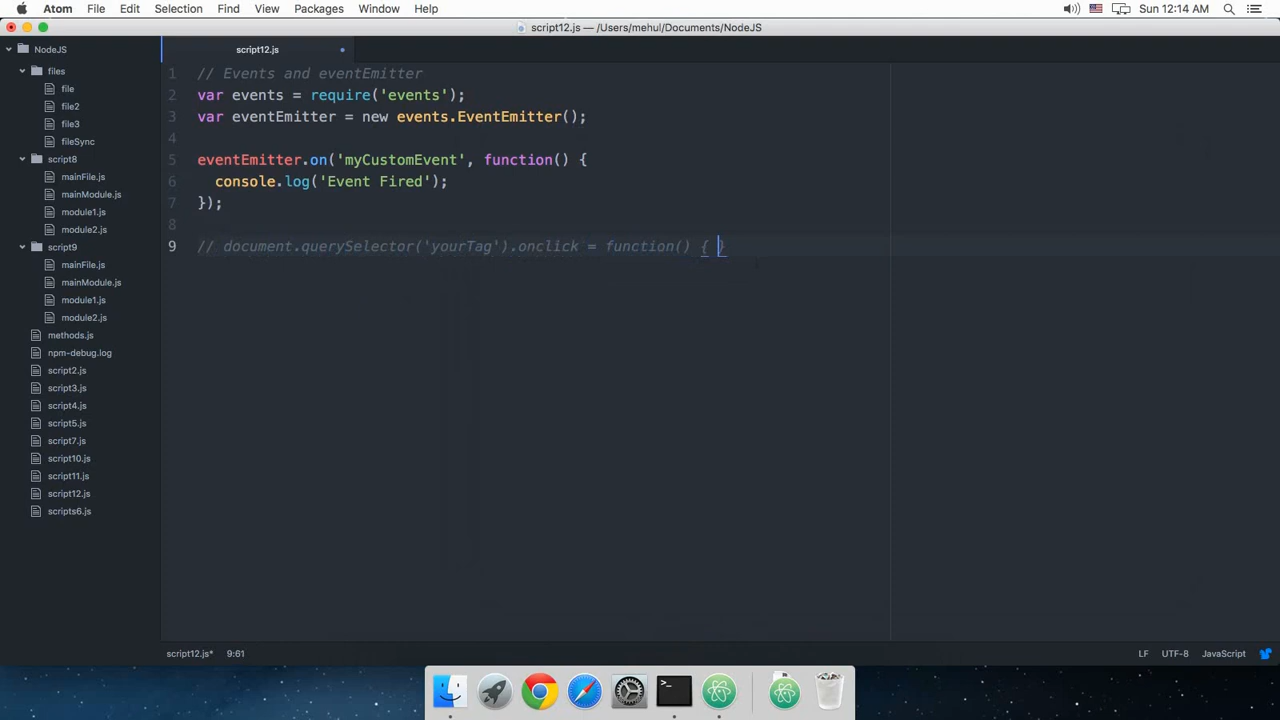 Atom File Edit Selection Find View Packages Window Help Sun 12:14 AM
script12.js — /Users/mehul/Documents/NodeJS
NodeJS
files
file
file2
file3
fileSync
script8
mainFile.js
mainModule.js
module1.js
module2.js
script9
mainFile.js
mainModule.js
module1.js
module2.js
methods.js
npm-debug.log
script2.js
script3.js
script4.js
script5.js
script7.js
script10.js
script11.js
script12.js
scripts6.js
script12.js
1 // Events and eventEmitter
2 var events = require('events');
3 var eventEmitter = new events.EventEmitter();
4
5 eventEmitter.on('myCustomEvent', function() {
6 console.log('Event Fired');
7 });
8
9 // document.querySelector('yourTag').onclick = function() { }
script12.js* 9:61 LF UTF-8 JavaScript